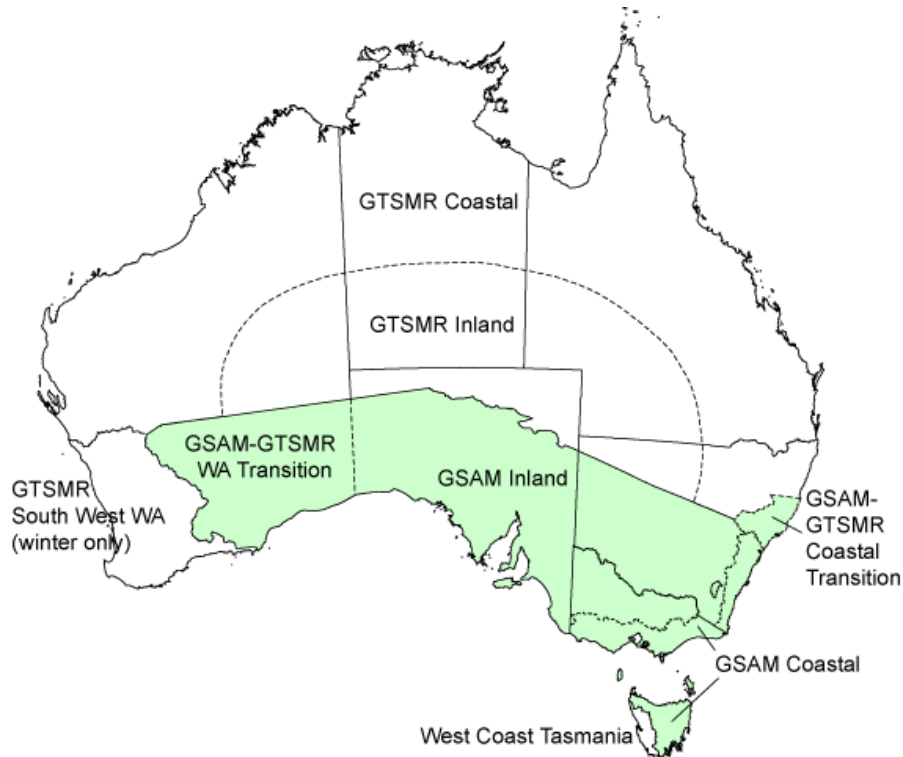 GTSMR Coastal
GTSMR Inland
GSAM-GTSMR
WA Transition
GSAM Inland
GTSMR
South West WA
(winter only)
GSAM-
GTSMR
Coastal
Transition
GSAM Coastal
West Coast Tasmania